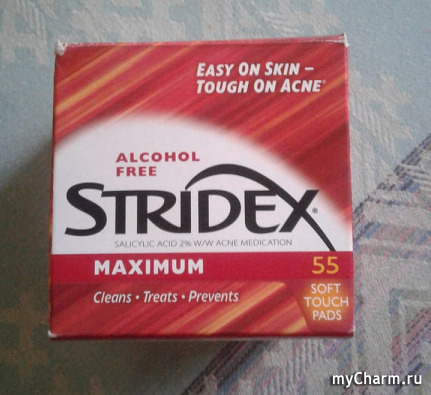 EASY ON SKIN –
TOUGH ON ACNE®
ALCOHOL
FREE
STRIDEX®
SALICYLIC ACID 2% W/W ACNE MEDICATION
MAXIMUM
55
SOFT
TOUCH
PADS
Cleans • Treats • Prevents
myCharm.ru